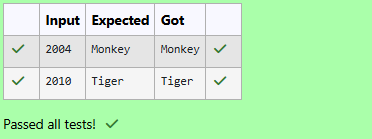 Input Expected Got
2004 Monkey Monkey
2010 Tiger Tiger
Passed all tests!